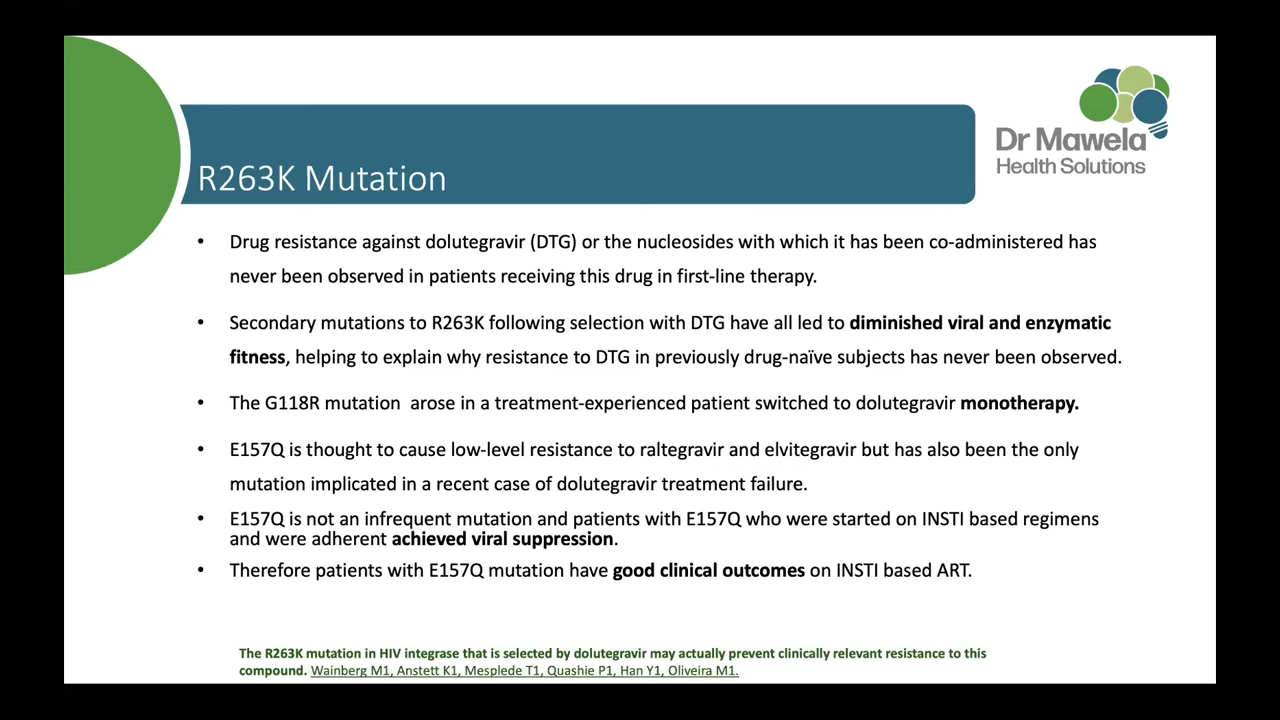 Dr Mawela
Health Solutions
R263K Mutation
• Drug resistance against dolutegravir (DTG) or the nucleosides with which it has been co-administered has
never been observed in patients receiving this drug in first-line therapy.
• Secondary mutations to R263K following selection with DTG have all led to diminished viral and enzymatic
fitness, helping to explain why resistance to DTG in previously drug-naïve subjects has never been observed.
• The G118R mutation  arose in a treatment-experienced patient switched to dolutegravir monotherapy.
• E157Q is thought to cause low-level resistance to raltegravir and elvitegravir but has also been the only
mutation implicated in a recent case of dolutegravir treatment failure.
• E157Q is not an infrequent mutation and patients with E157Q who were started on INSTI based regimens
and were adherent achieved viral suppression.
• Therefore patients with E157Q mutation have good clinical outcomes on INSTI based ART.
The R263K mutation in HIV integrase that is selected by dolutegravir may actually prevent clinically relevant resistance to this
compound. Wainberg M1, Anstett K1, Mesplede T1, Quashie P1, Han Y1, Oliveira M1.